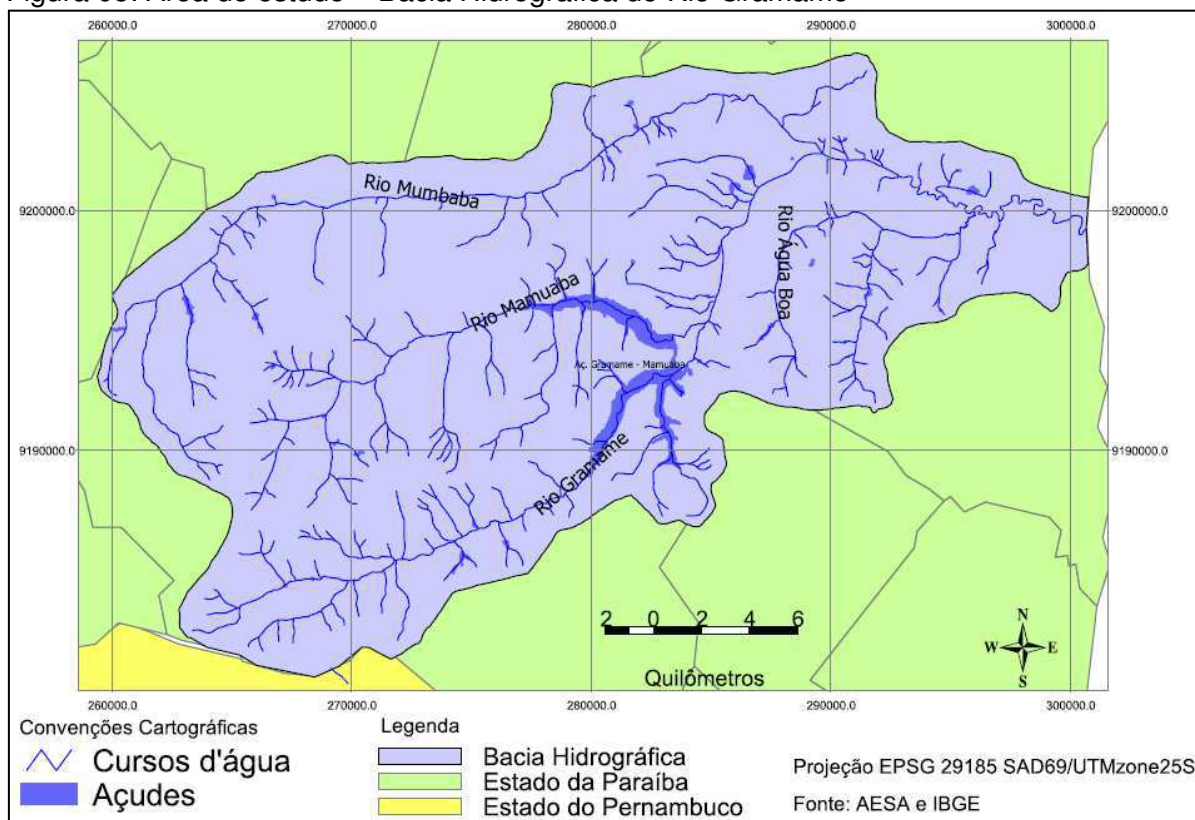 Figura 03: Área de estudo – Bacia Hidrográfica do Rio Gramame
260000.0 270000.0 280000.0 290000.0 300000.0
9200000.0 9200000.0
Rio Mumbaba
Rio Água Boa
Rio Mamuaba
Aç. Gramame - Mamuaba
9190000.0 9190000.0
Rio Gramame
2 0 2 4 6
Quilômetros
N
W E
S
260000.0 270000.0 280000.0 290000.0 300000.0
Convenções Cartográficas
Cursos d'água
Açudes
Legenda
Bacia Hidrográfica
Estado da Paraíba
Estado do Pernambuco
Projeção EPSG 29185 SAD69/UTMzone25S
Fonte: AESA e IBGE